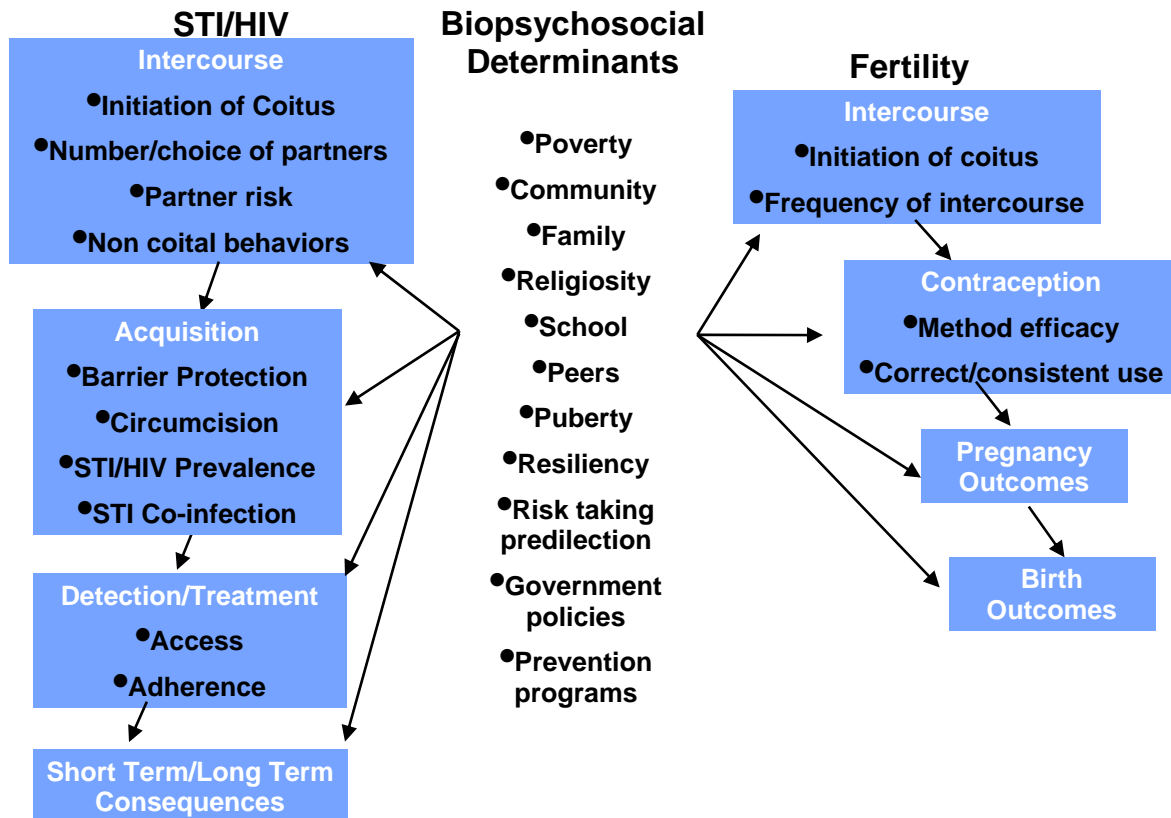 STI/HIV
Intercourse
●Initiation of Coitus
●Number/choice of partners
●Partner risk
●Non coital behaviors
Acquisition
●Barrier Protection
●Circumcision
●STI/HIV Prevalence
●STI Co-infection
Detection/Treatment
●Access
●Adherence
Short Term/Long Term
Consequences
Biopsychosocial
Determinants
●Poverty
●Community
●Family
●Religiosity
●School
●Peers
●Puberty
●Resiliency
●Risk taking
predilection
●Government
policies
●Prevention
programs
Fertility
Intercourse
●Initiation of coitus
●Frequency of intercourse
Contraception
●Method efficacy
●Correct/consistent use
Pregnancy
Outcomes
Birth
Outcomes